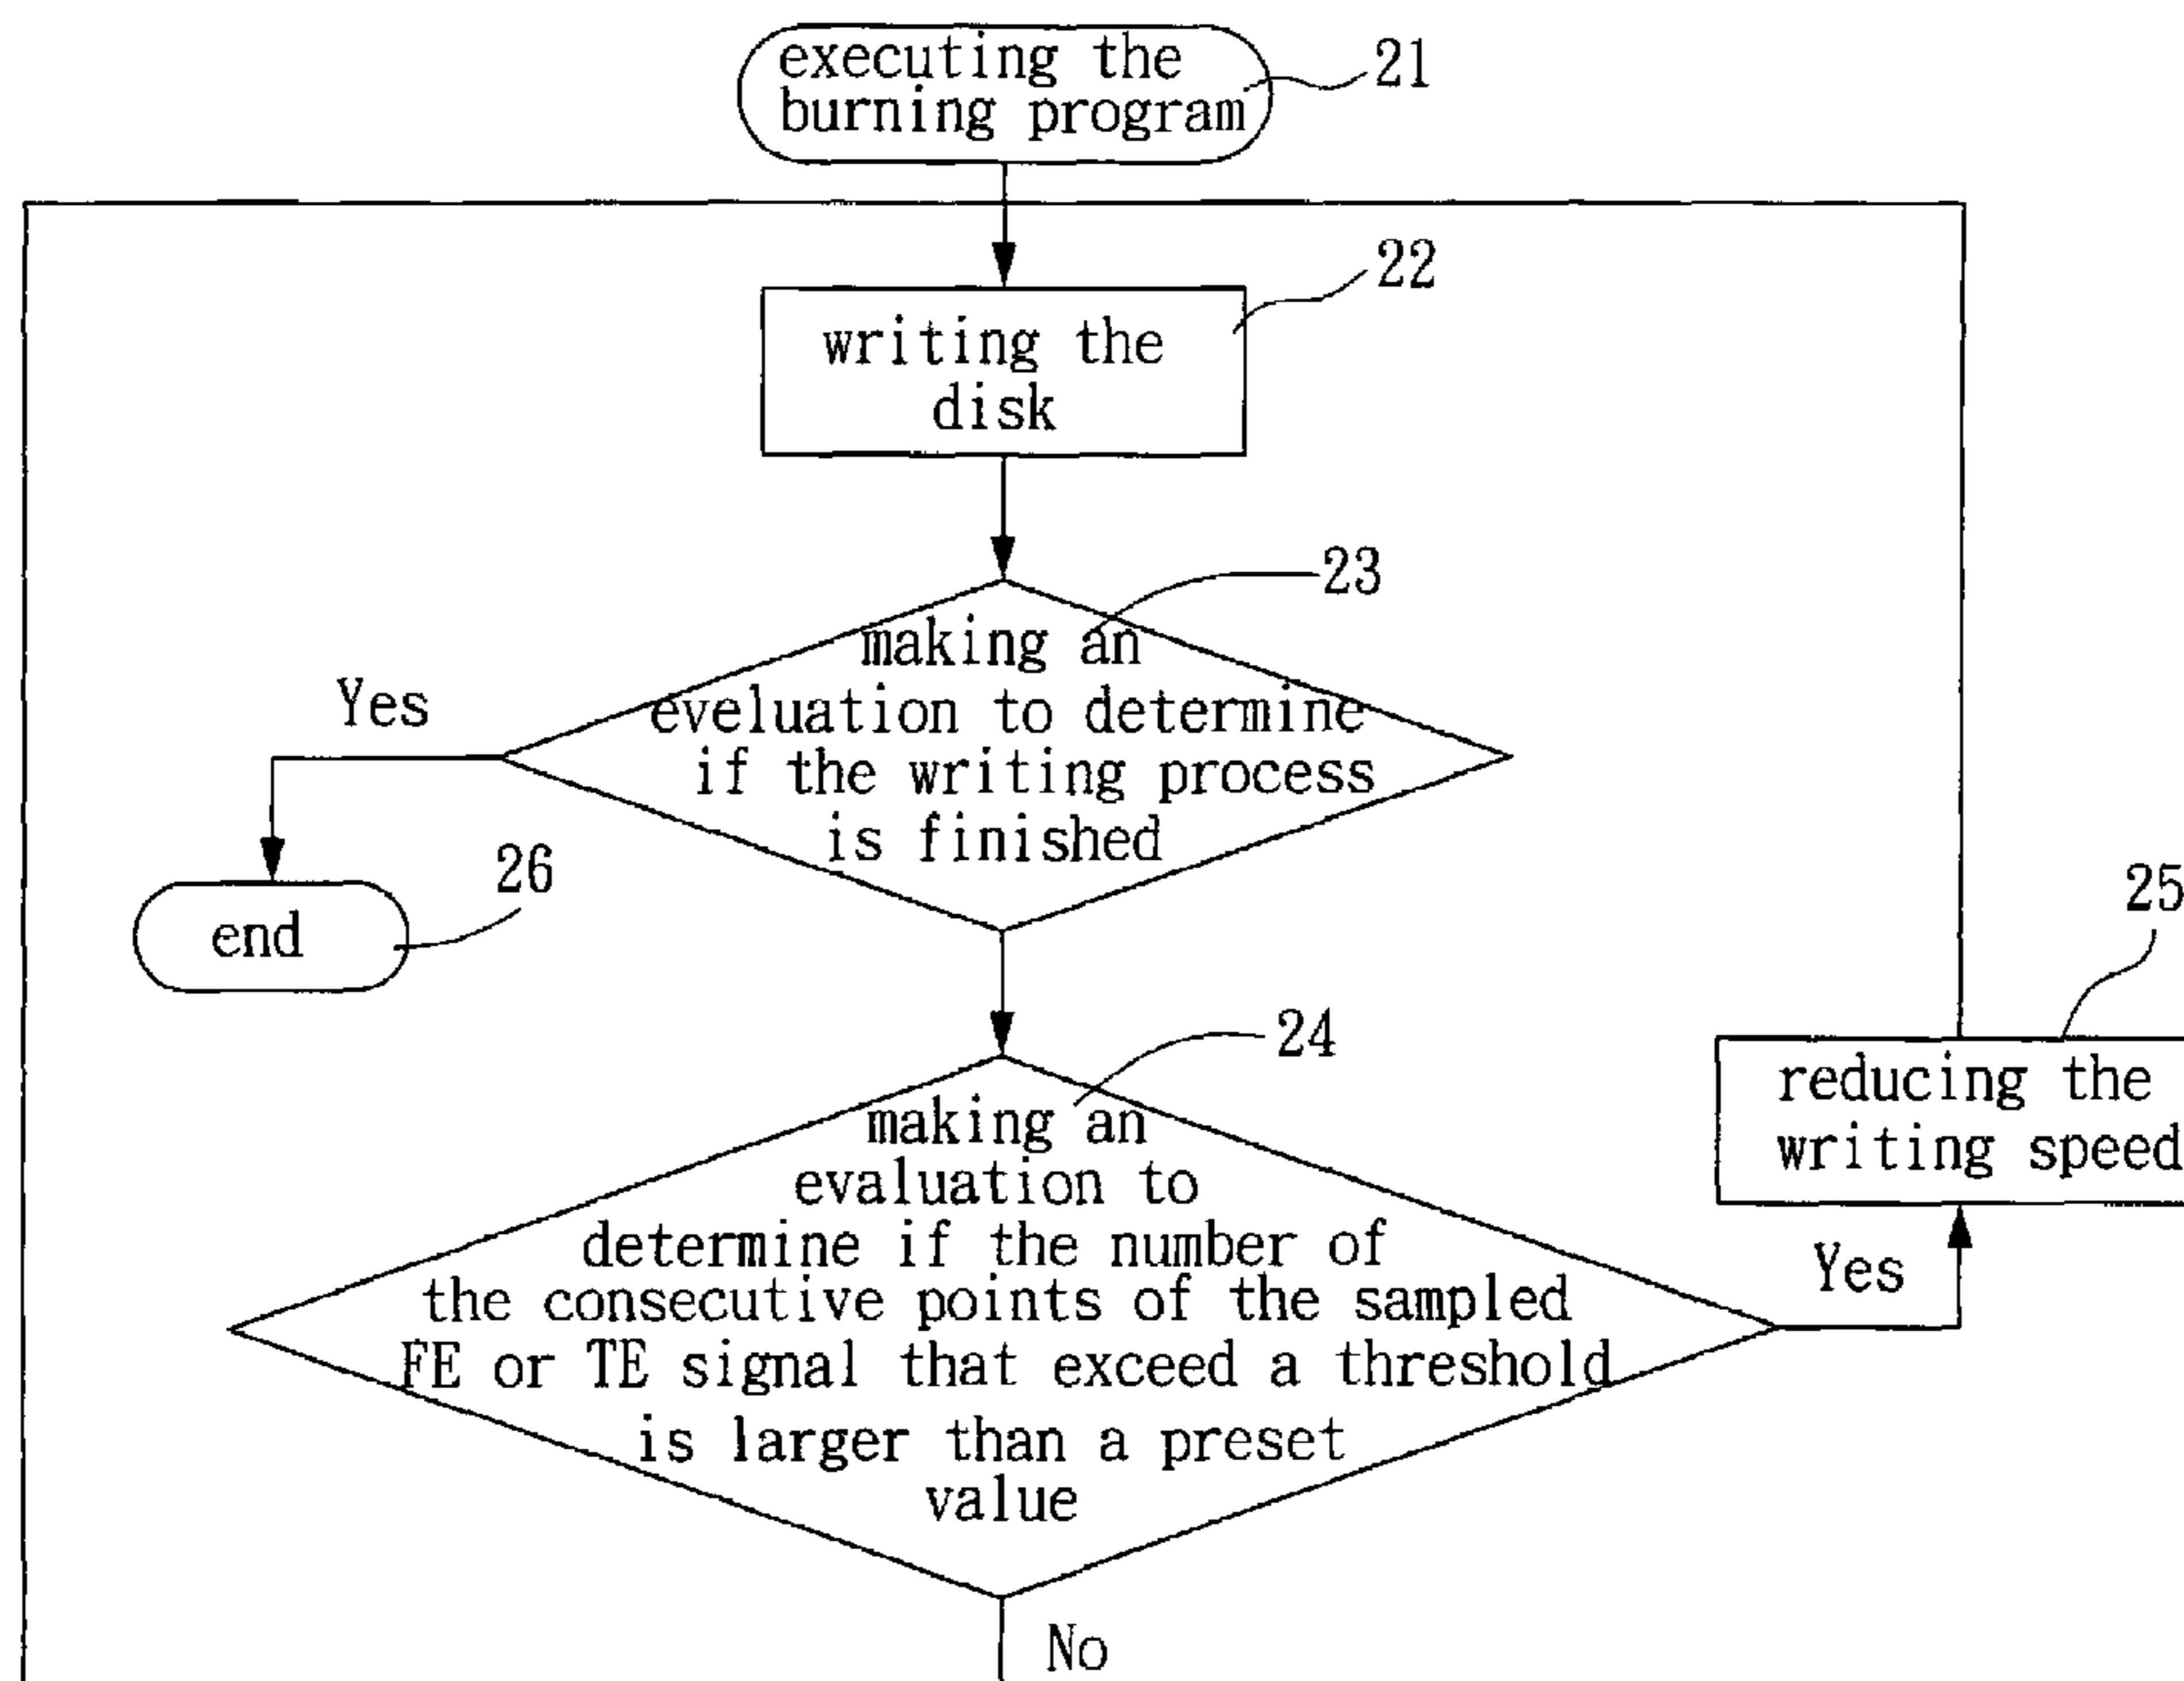 executing the
burning program
21
22
writing the
disk
23
making an
eveluation to determine
if the writing process
is finished
Yes
26
end
25
24
reducing the
writing speed
making an
evaluation to
determine if the number of
the consecutive points of the sampled
FE or TE signal that exceed a threshold
is larger than a preset
value
Yes
No